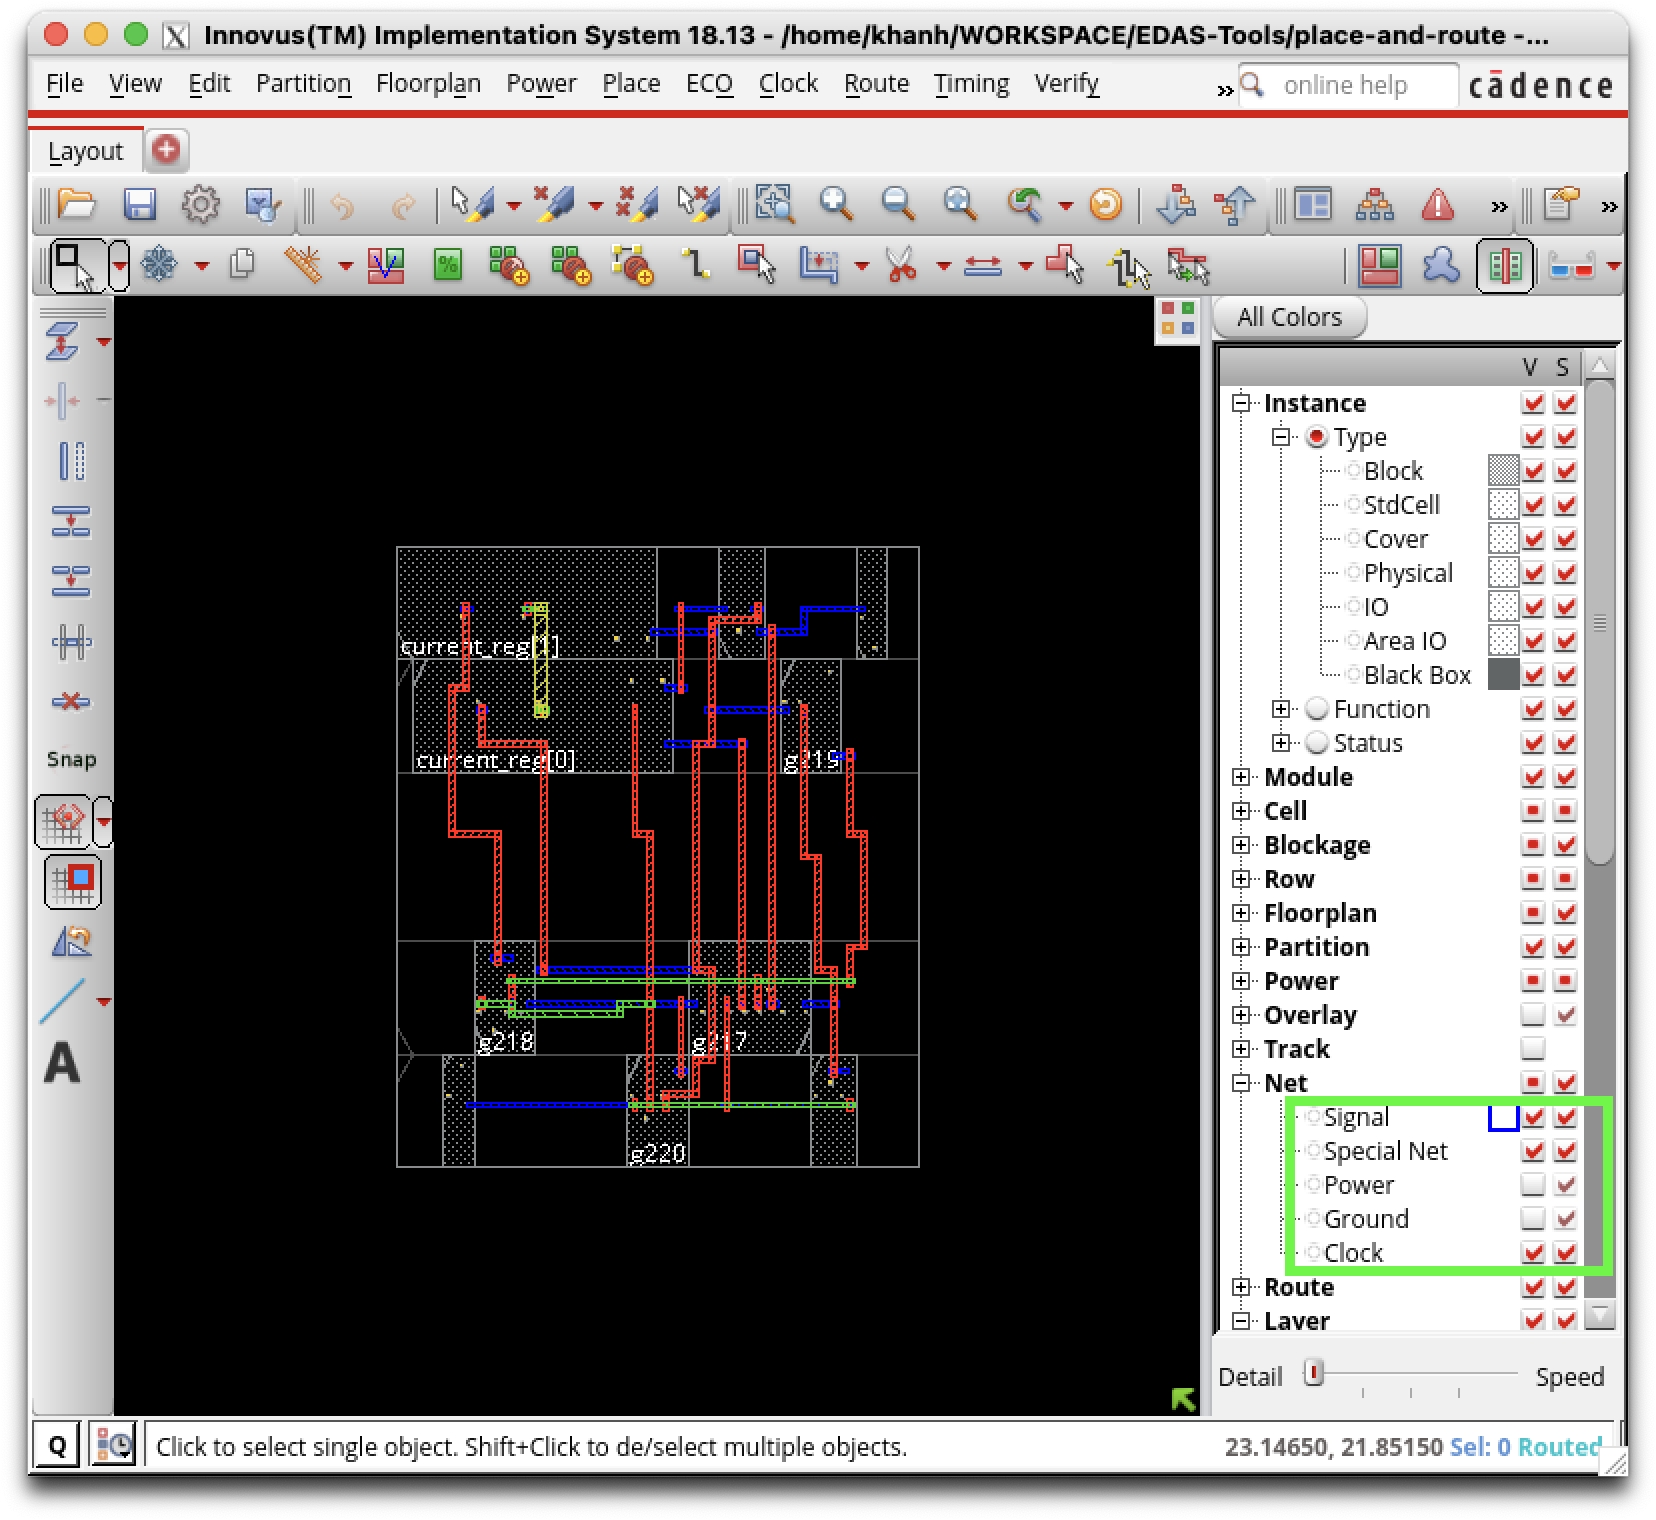 Innovus(TM) Implementation System 18.13 - /home/khanh/WORKSPACE/EDAS-Tools/place-and-route -...
File View Edit Partition Floorplan Power Place ECO Clock Route Timing Verify » online help cādence
Layout
» »
%
All Colors
V S
Instance
Type
Block
StdCell
Cover
Physical
IO
Area IO
Black Box
Function
Status
Module
Cell
Blockage
Row
Floorplan
Partition
Power
Overlay
Track
Net
Signal
Special Net
Power
Ground
Clock
Route
Layer
Detail Speed
Snap
A
current_reg[1]
current_reg[0]
g219
g218
g217
g220
Q Click to select single object. Shift+Click to de/select multiple objects. 23.14650, 21.85150 Sel: 0 Routed